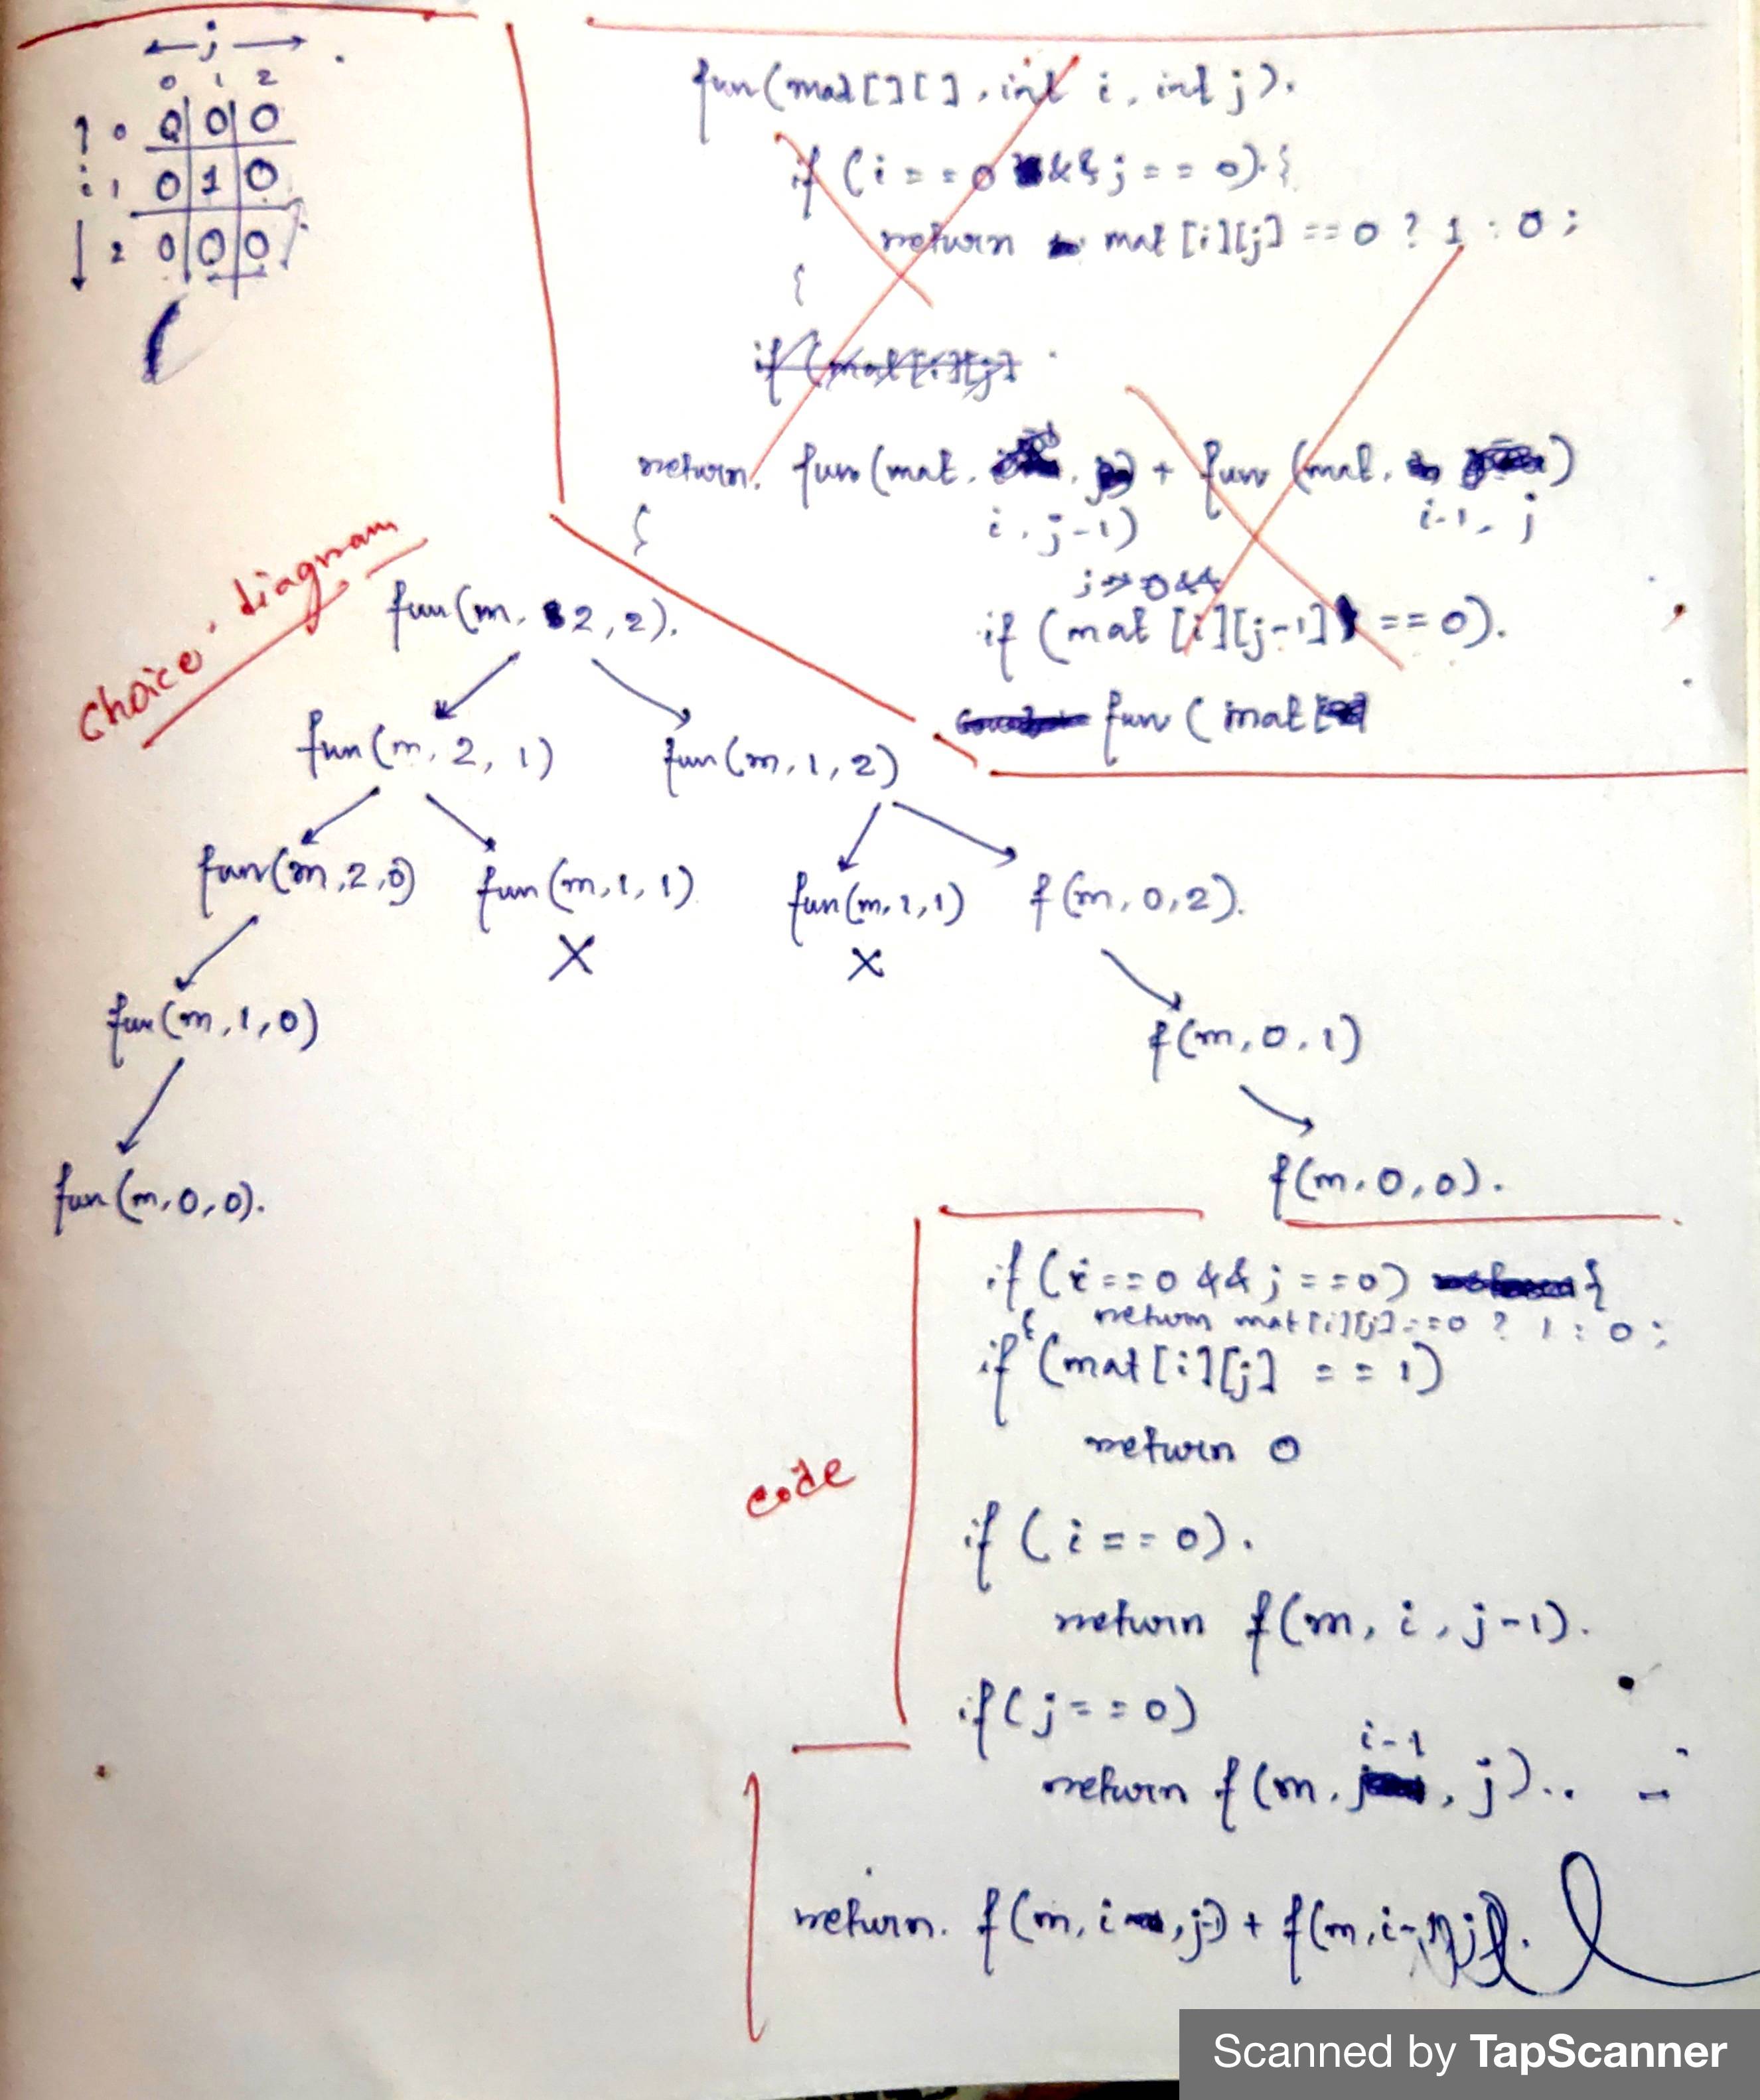 j
0 1 2
0 0 0 0
i 1 0 1 0
2 0 0 0
fun(mat[][], int i, int j).
if (i == 0 && j == 0).{
return mat[i][j] == 0 ? 1 : 0;
}
if (mat[i][j]
return. fun(mat, , ) + fun (mat, )
i, j-1) i-1, j
}
j > 0 &&
if (mat [i][j-1] == 0).
fun ( mat
Choice diagram
fun(m, 2, 2).
fun(m, 2, 1) fun(m, 1, 2)
fun(m, 2, 0) fun(m, 1, 1) fun(m, 1, 1) f(m, 0, 2).
X X
fun(m, 1, 0) f(m, 0, 1)
fun(m, 0, 0). f(m, 0, 0).
code
if (i == 0 && j == 0) {
return mat[i][j] == 0 ? 1 : 0;
}
if (mat[i][j] == 1)
return 0
if (i == 0).
return f(m, i, j-1).
if(j == 0)
i-1
return f(m, , j)..
return. f(m, i, j-1) + f(m, i-1, j).
Scanned by TapScanner